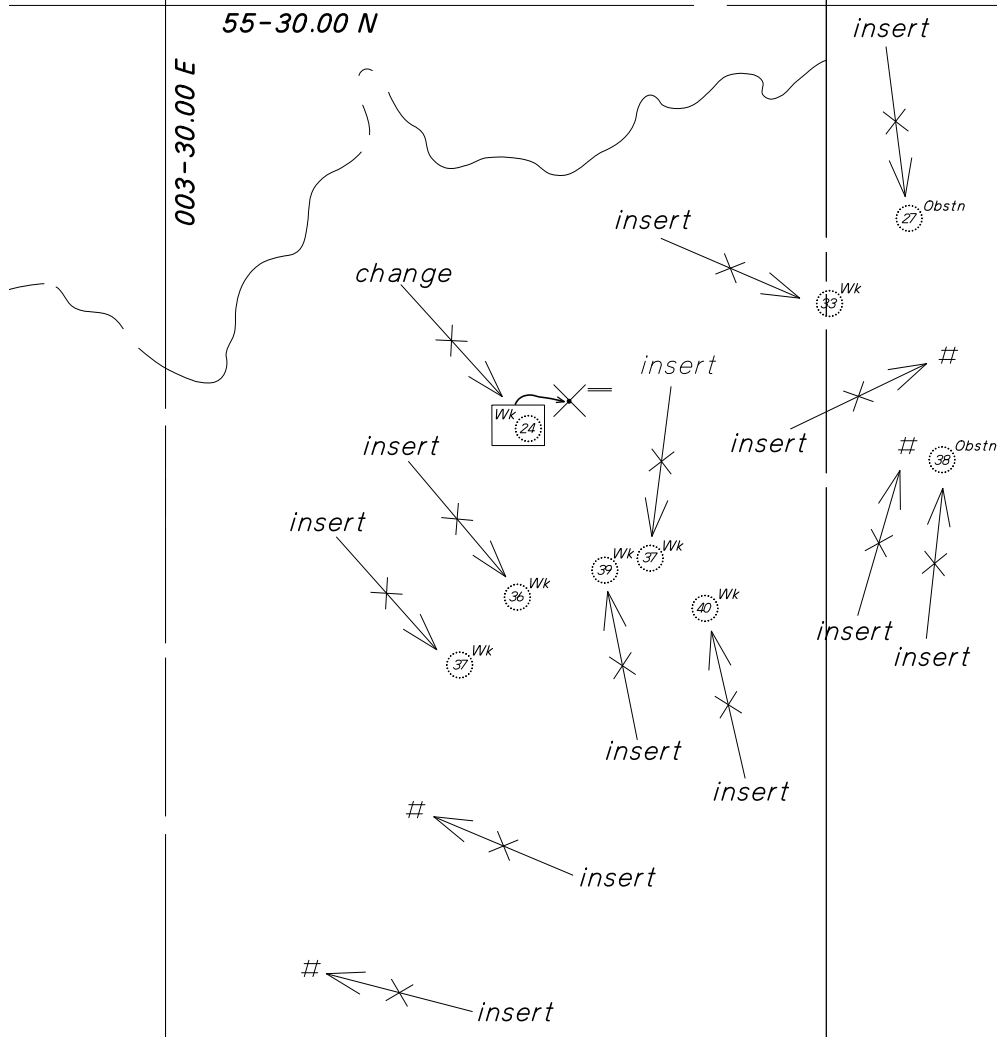 55-30.00 N
insert
003-30.00 E
Obstn
27
insert
change
Wk
33
#
insert
Wk
24
insert
insert
#
Obstn
38
insert
Wk
37
Wk
39
Wk
36
Wk
40
insert
insert
Wk
37
insert
insert
#
insert
#
insert